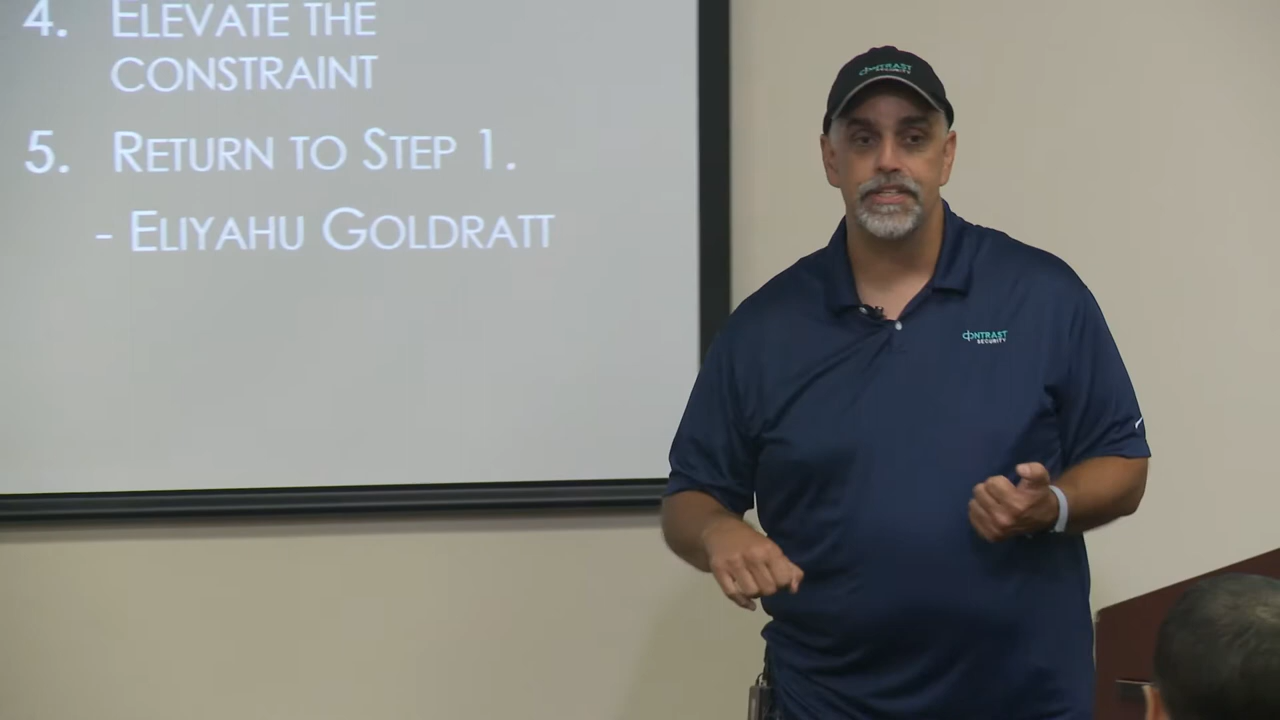 4. ELEVATE THE
CONSTRAINT
5. RETURN TO STEP 1.
- ELIYAHU GOLDRATT
CONTRAST
SECURITY
CONTRAST
SECURITY